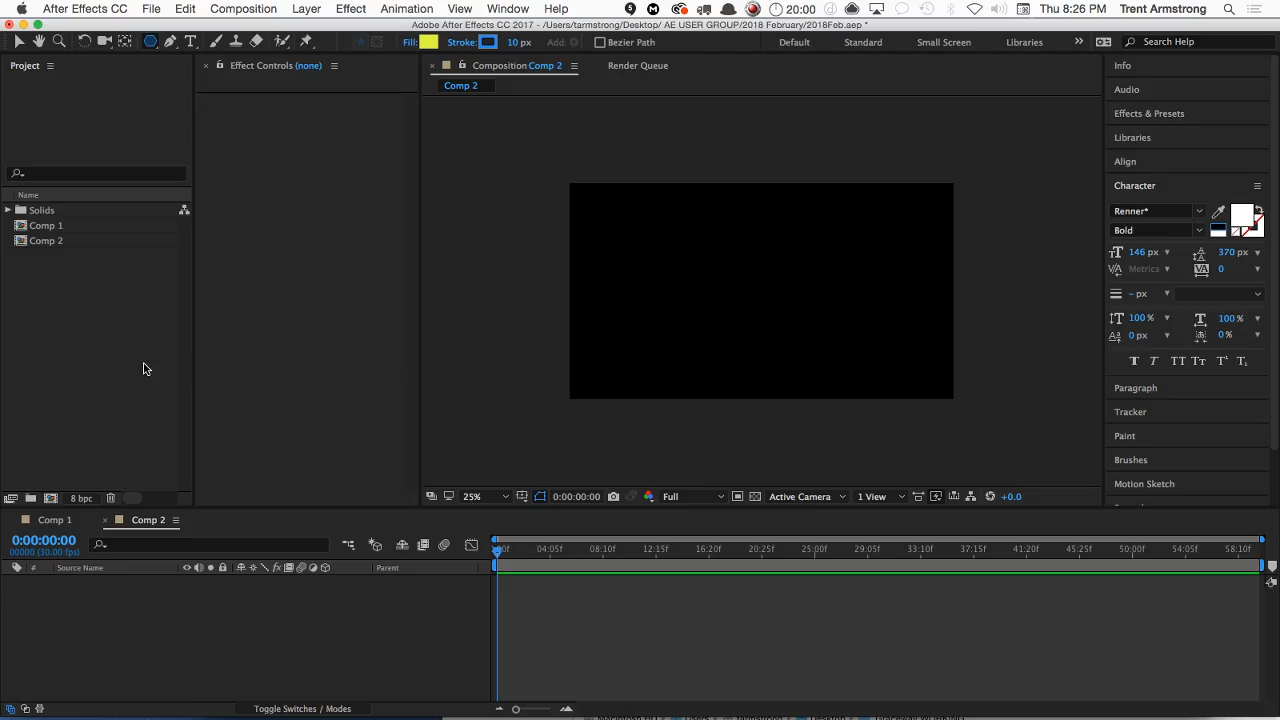 After Effects CC File Edit Composition Layer Effect Animation View Window Help 20:00 Thu 8:26 PM Trent Armstrong
Adobe After Effects CC 2017 - /Users/tarmstrong/Desktop/ AE USER GROUP/2018 February/2018Feb.aep *
Fill: Stroke: 10 px Add: Bezier Path Default Standard Small Screen Libraries >> Search Help
Project
Effect Controls (none)
Composition Comp 2
Render Queue
Comp 2
Name
Solids
Comp 1
Comp 2
8 bpc
25% 0:00:00:00 Full Active Camera 1 View +0.0
Info
Audio
Effects & Presets
Libraries
Align
Character
Renner*
Bold
146 px 370 px
Metrics 0
- px
100 % 100 %
0 px 0 %
T T TT Tr T¹ T₁
Paragraph
Tracker
Paint
Brushes
Motion Sketch
Comp 1 Comp 2
0:00:00:00
00000 (30.00 fps)
04:05f 08:10f 12:15f 16:20f 20:25f 25:00f 29:05f 33:10f 37:15f 41:20f 45:25f 50:00f 54:05f 58:10f
# Source Name fx Parent
Toggle Switches / Modes